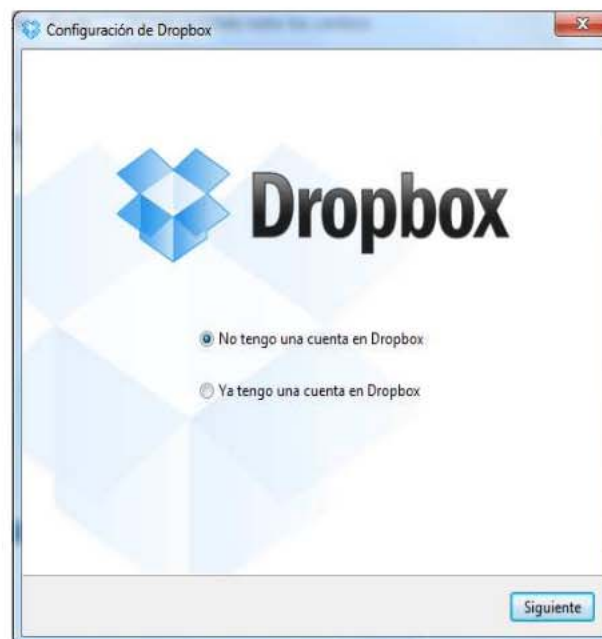 Configuración de Dropbox
Dropbox
No tengo una cuenta en Dropbox
Ya tengo una cuenta en Dropbox
Siguiente